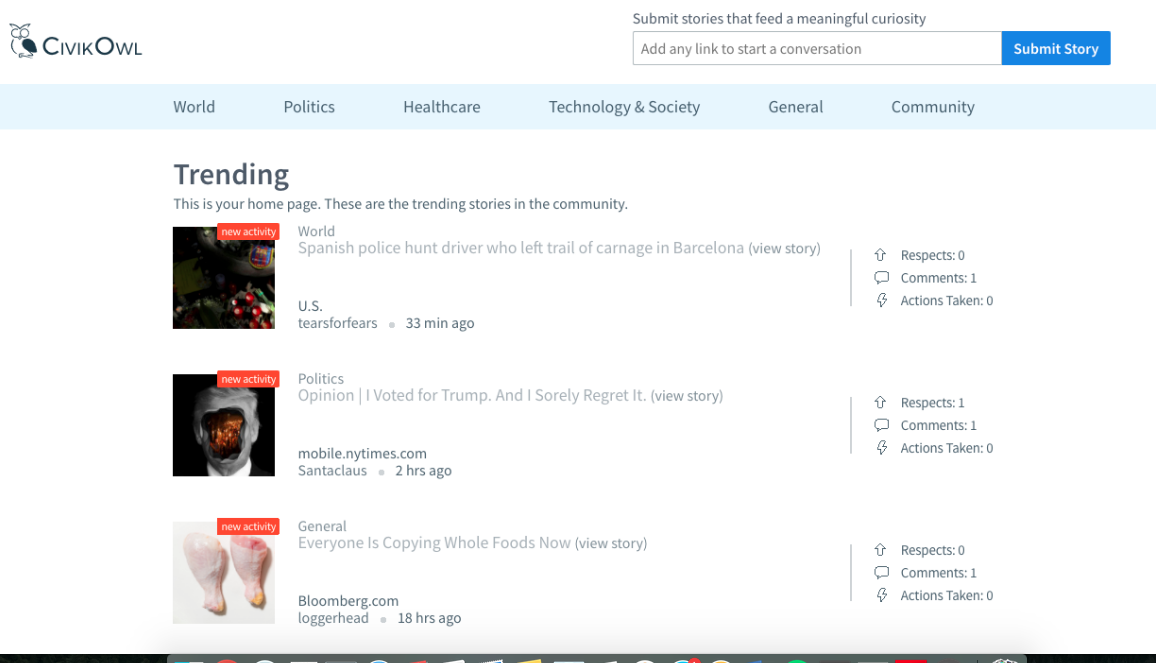 CivikOwl
Submit stories that feed a meaningful curiosity
Add any link to start a conversation
Submit Story
World
Politics
Healthcare
Technology & Society
General
Community
Trending
This is your home page. These are the trending stories in the community.
new activity
World
Spanish police hunt driver who left trail of carnage in Barcelona (view story)
U.S.
tearsforfears 33 min ago
Respects: 0
Comments: 1
Actions Taken: 0
new activity
Politics
Opinion | I Voted for Trump. And I Sorely Regret It. (view story)
mobile.nytimes.com
Santaclaus 2 hrs ago
Respects: 1
Comments: 1
Actions Taken: 0
new activity
General
Everyone Is Copying Whole Foods Now (view story)
Bloomberg.com
loggerhead 18 hrs ago
Respects: 0
Comments: 1
Actions Taken: 0